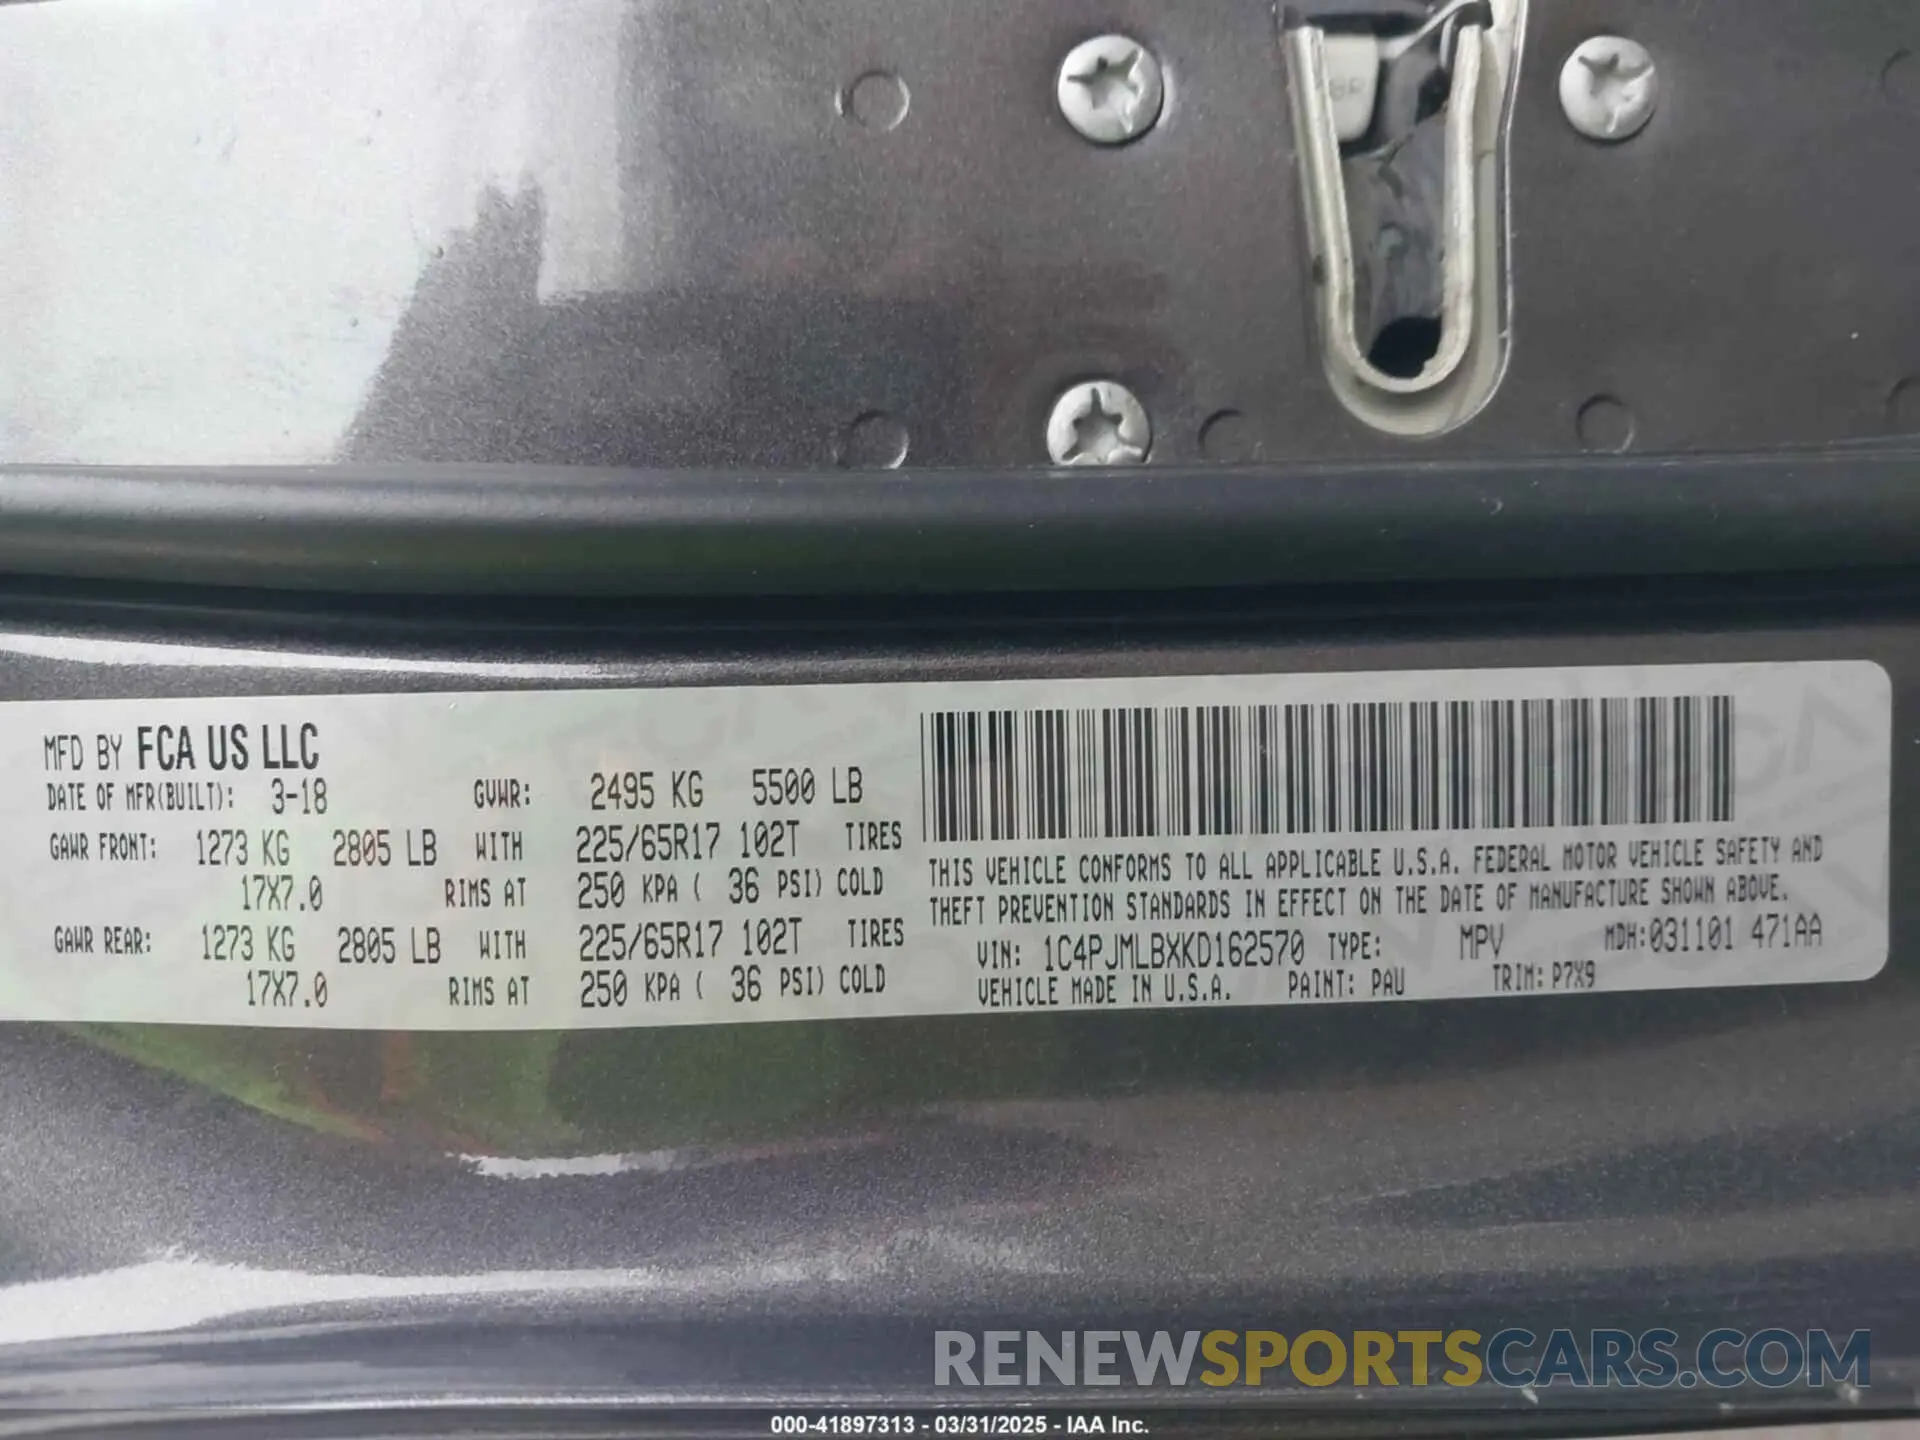 MFD BY FCA US LLC
DATE OF MFR(BUILT): 3-18 GVWR: 2495 KG 5500 LB
GAWR FRONT: 1273 KG 2805 LB WITH 225/65R17 102T TIRES
17X7.0 RIMS AT 250 KPA ( 36 PSI) COLD
GAWR REAR: 1273 KG 2805 LB WITH 225/65R17 102T TIRES
17X7.0 RIMS AT 250 KPA ( 36 PSI) COLD
THIS VEHICLE CONFORMS TO ALL APPLICABLE U.S.A. FEDERAL MOTOR VEHICLE SAFETY AND
THEFT PREVENTION STANDARDS IN EFFECT ON THE DATE OF MANUFACTURE SHOWN ABOVE.
VIN: 1C4PJMLBXKD162570 TYPE: MPV MDH:031101 471AA
VEHICLE MADE IN U.S.A. PAINT: PAU TRIM: P7X9
RENEWSPORTSCARS.COM
000-41897313 - 03/31/2025 - IAA Inc.